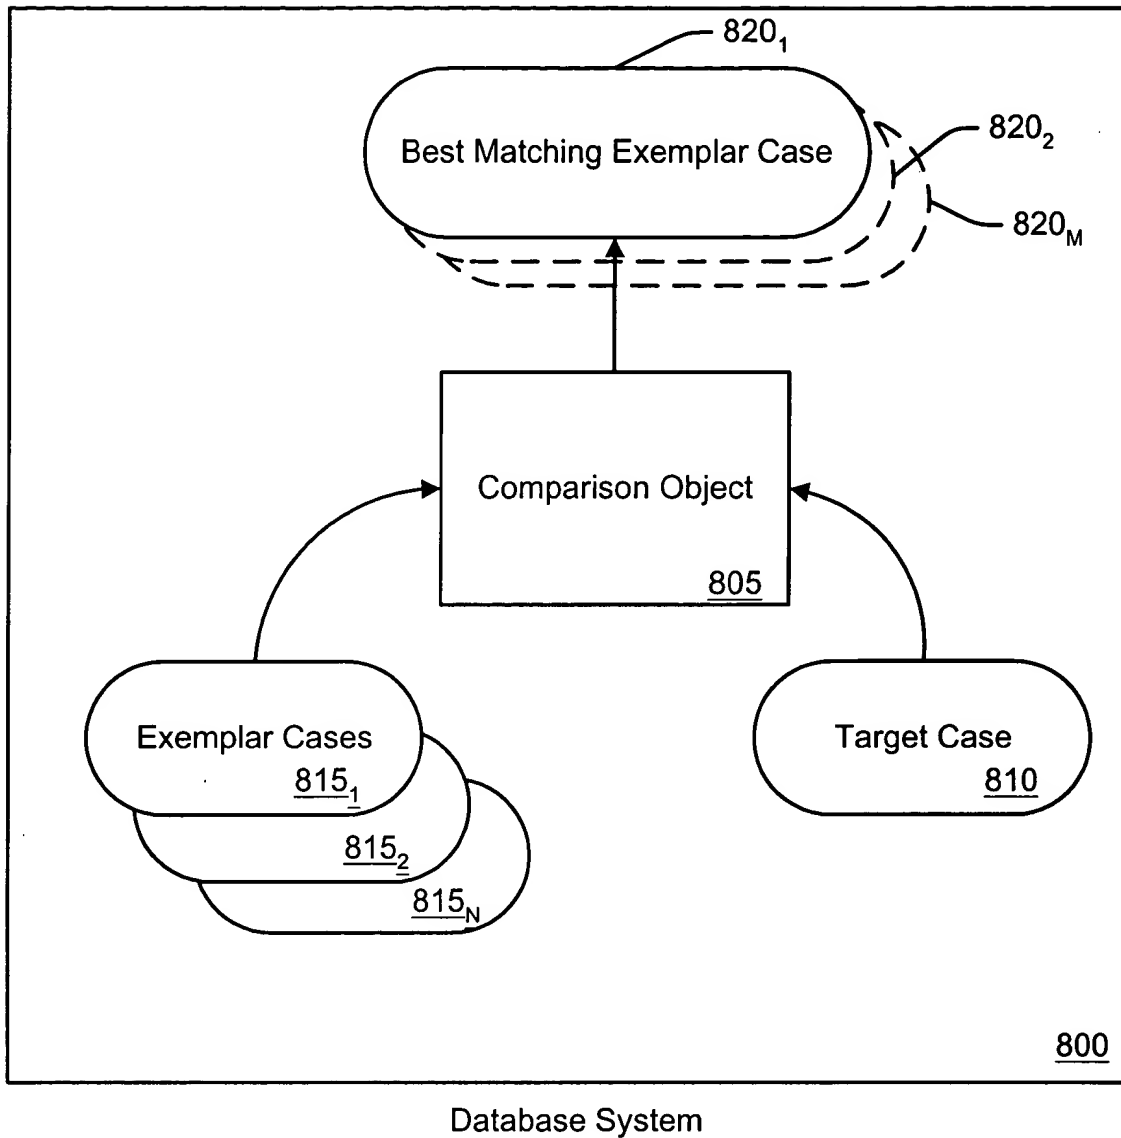 820₁
Best Matching Exemplar Case
820₂
820M
Comparison Object
805
Exemplar Cases
815₁
815₂
815N
Target Case
810
800
Database System